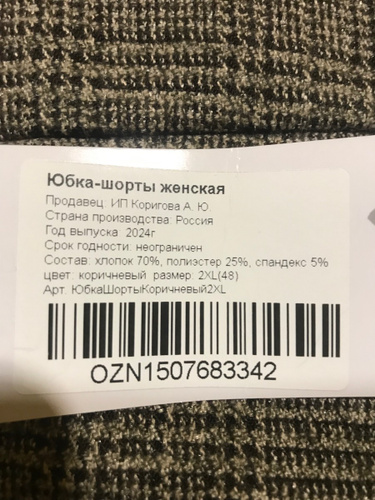 Юбка-шорты женская
Продавец: ИП Коригова А. Ю.
Страна производства: Россия
Год выпуска: 2024г
Срок годности: неограничен
Состав: хлопок 70%, полиэстер 25%, спандекс 5%
цвет: коричневый размер: 2XL(48)
Арт. ЮбкаШортыКоричневый2XL
OZN1507683342